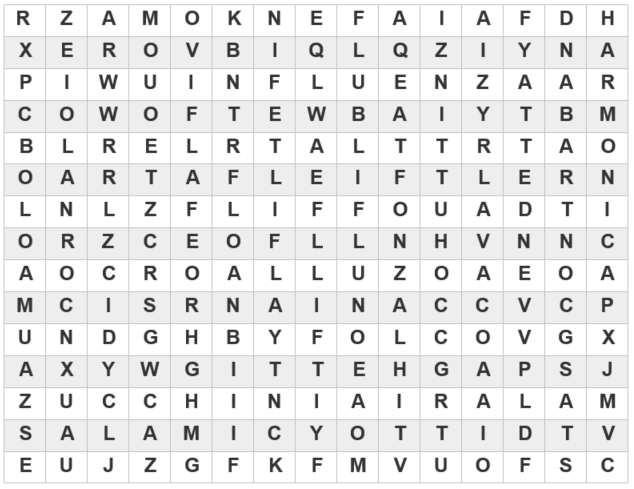 R Z A M O K N E F A I A F D H
X E R O V B I Q L Q Z I Y N A
P I W U I N F L U E N Z A A R
C O W O F T E W B A I Y T B M
B L R E L R T A L T T R T A O
O A R T A F L E I F T L E R N
L N L Z F L I F F O U A D T I
O R Z C E O F L L N H V N N C
A O C R O A L L U Z O A E O A
M C I S R N A I N A C C V C P
U N D G H B Y F O L C O V G X
A X Y W G I T T E H G A P S J
Z U C C H I N I A I R A L A M
S A L A M I C Y O T T I D T V
E U J Z G F K F M V U O F S C